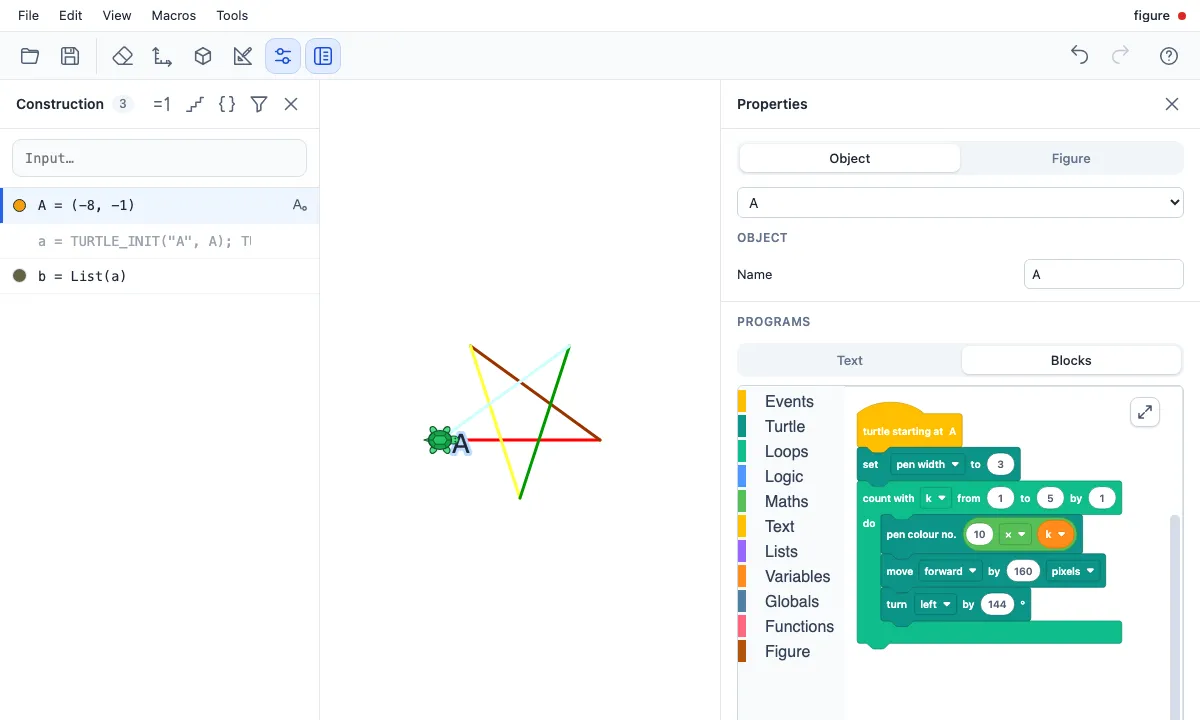 File Edit View Macros Tools figure
Construction 3 =1 {}
Input…
A = (−8, −1) A
a = TURTLE_INIT("A", A);
b = List(a)
A
Properties
Object Figure
A
OBJECT
Name A
PROGRAMS
Text Blocks
Events
Turtle
Loops
Logic
Maths
Text
Lists
Variables
Globals
Functions
Figure
turtle starting at A
set pen width to 3
count with k from 1 to 5 by 1
do
pen colour no. 10 × k
move forward by 160 pixels
turn left by 144 °